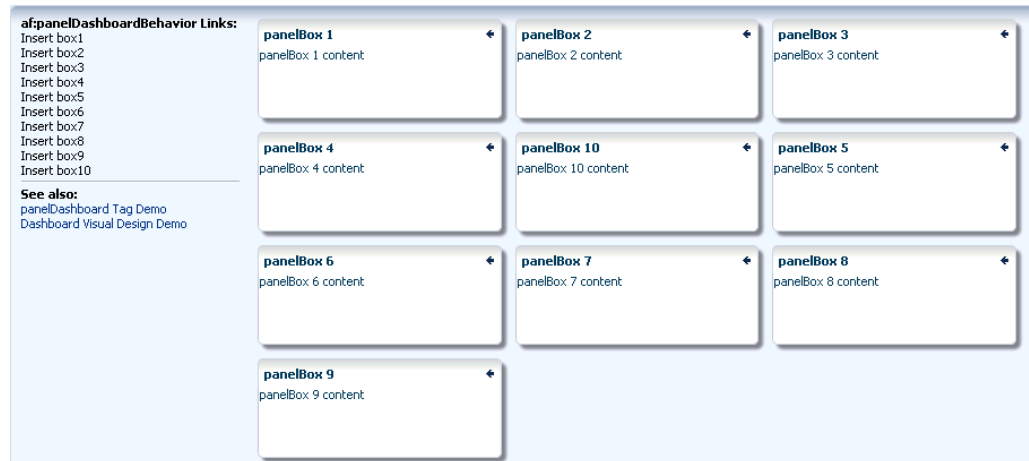 af:panelDashboardBehavior Links:
Insert box1
Insert box2
Insert box3
Insert box4
Insert box5
Insert box6
Insert box7
Insert box8
Insert box9
Insert box10
See also:
panelDashboard Tag Demo
Dashboard Visual Design Demo
panelBox 1
panelBox 1 content
panelBox 2
panelBox 2 content
panelBox 3
panelBox 3 content
panelBox 4
panelBox 4 content
panelBox 10
panelBox 10 content
panelBox 5
panelBox 5 content
panelBox 6
panelBox 6 content
panelBox 7
panelBox 7 content
panelBox 8
panelBox 8 content
panelBox 9
panelBox 9 content